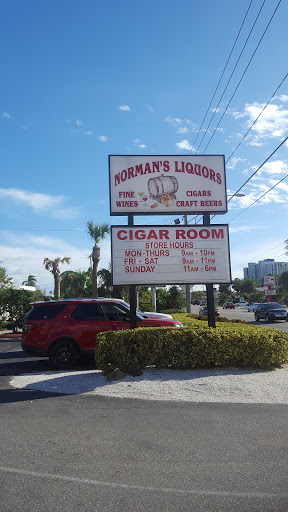 NORMAN'S LIQUORS
FINE WINES
CIGARS
CRAFT BEERS
CIGAR ROOM
STORE HOURS
MON-THURS 9AM - 10PM
FRI - SAT 9AM - 11PM
SUNDAY 11AM - 6PM